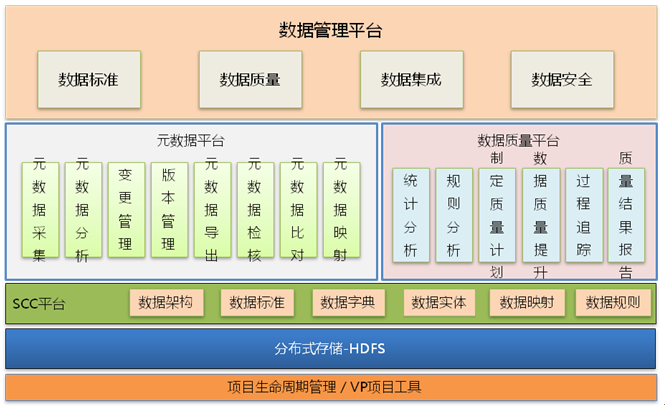 数据管理平台
数据标准
数据质量
数据集成
数据安全
元数据平台
元数据采集
元数据分析
变更管理
版本管理
元数据导出
元数据检核
元数据比对
元数据映射
数据质量平台
统计分析
规则分析
制定质量计划
数据质量提升
过程追踪
质量结果报告
SCC平台
数据架构
数据标准
数据字典
数据实体
数据映射
数据规则
分布式存储-HDFS
项目生命周期管理 / VP项目工具